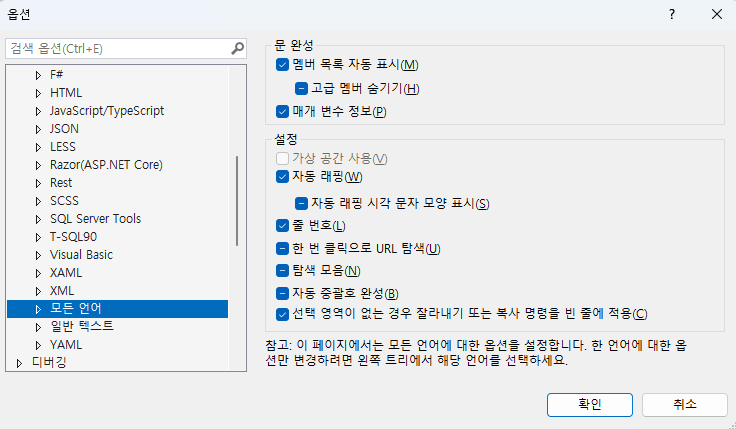 옵션
검색 옵션(Ctrl+E)
F#
HTML
JavaScript/TypeScript
JSON
LESS
Razor(ASP.NET Core)
Rest
SCSS
SQL Server Tools
T-SQL90
Visual Basic
XAML
XML
모든 언어
일반 텍스트
YAML
디버깅
문 완성
멤버 목록 자동 표시(M)
고급 멤버 숨기기(H)
매개 변수 정보(P)
설정
가상 공간 사용(V)
자동 래핑(W)
자동 래핑 시각 문자 모양 표시(S)
줄 번호(L)
한 번 클릭으로 URL 탐색(U)
탐색 모음(N)
자동 중괄호 완성(B)
선택 영역이 없는 경우 잘라내기 또는 복사 명령을 빈 줄에 적용(C)
참고: 이 페이지에서는 모든 언어에 대한 옵션을 설정합니다. 한 언어에 대한 옵
션만 변경하려면 왼쪽 트리에서 해당 언어를 선택하세요.
확인
취소